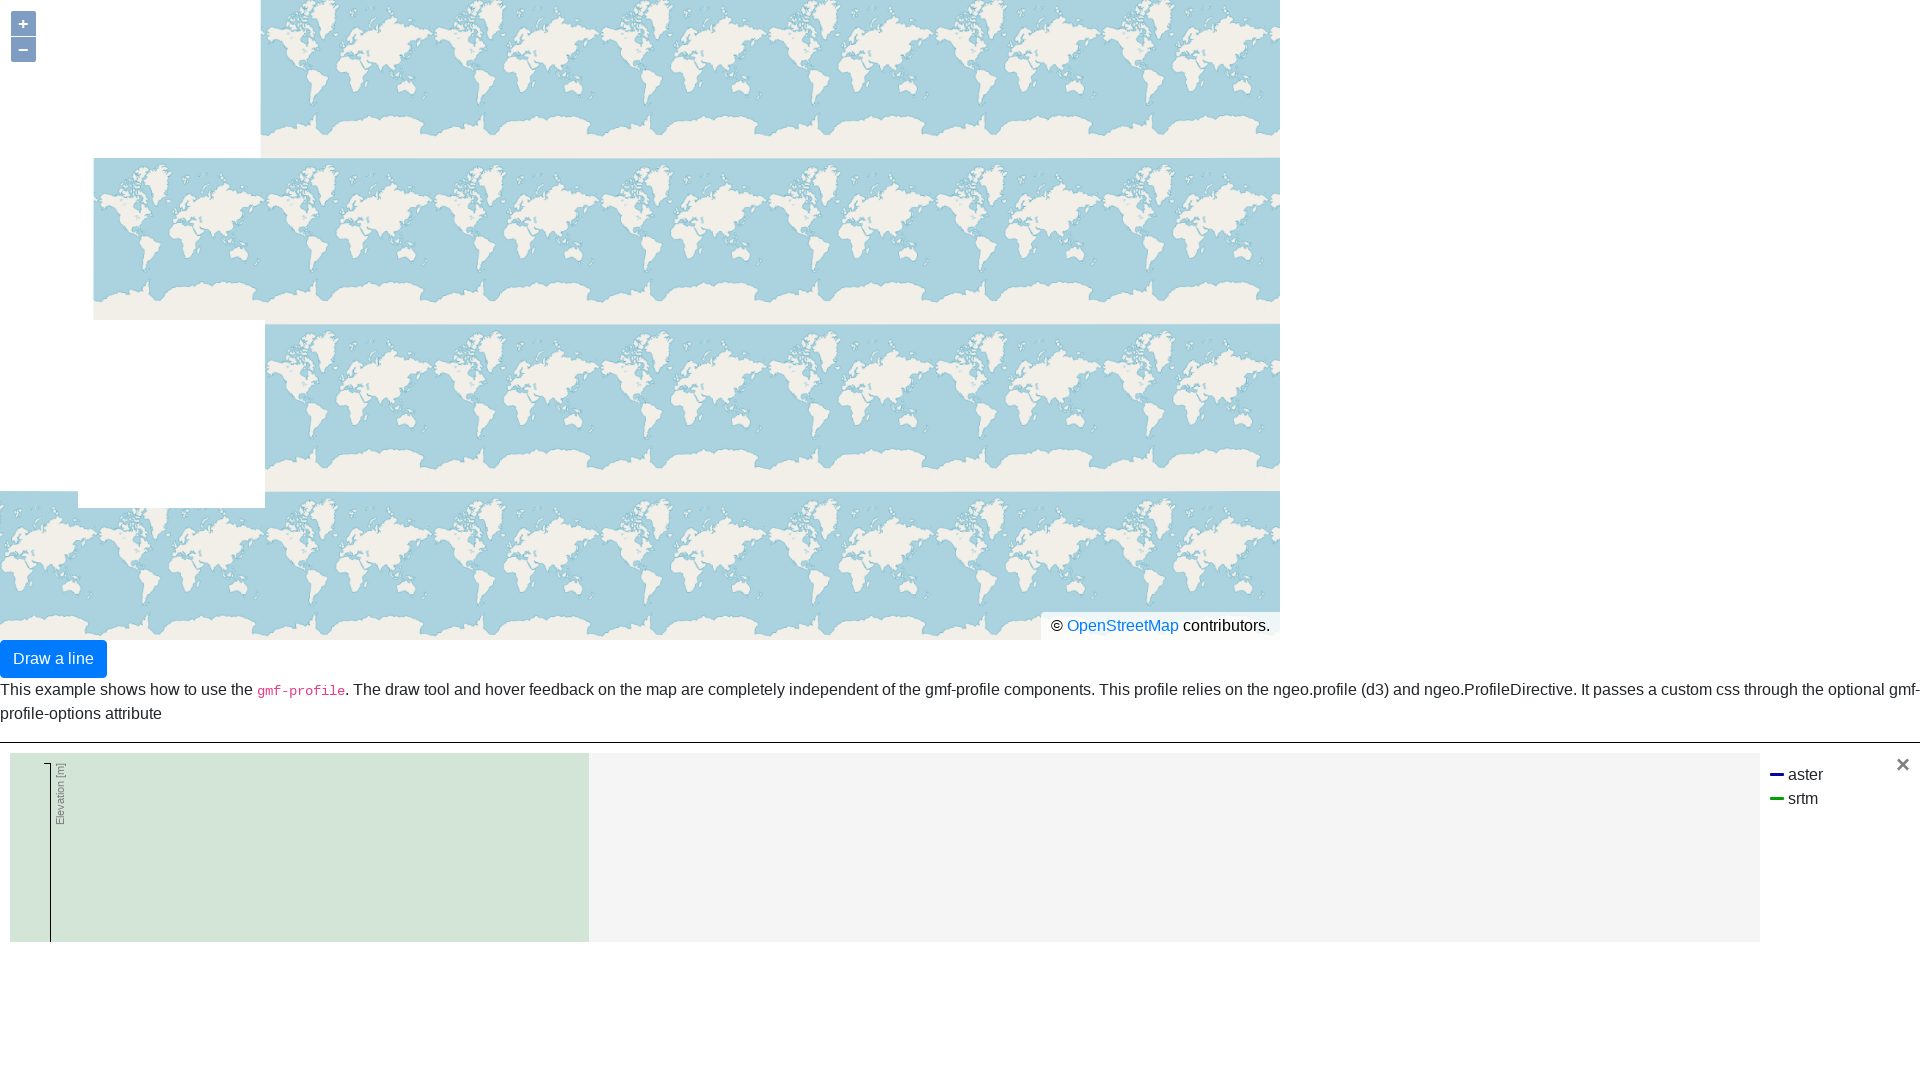 +
−
© OpenStreetMap contributors.
Draw a line
This example shows how to use the gmf-profile. The draw tool and hover feedback on the map are completely independent of the gmf-profile components. This profile relies on the ngeo.profile (d3) and ngeo.ProfileDirective. It passes a custom css through the optional gmf-
profile-options attribute
Elevation [m]
aster
srtm
×